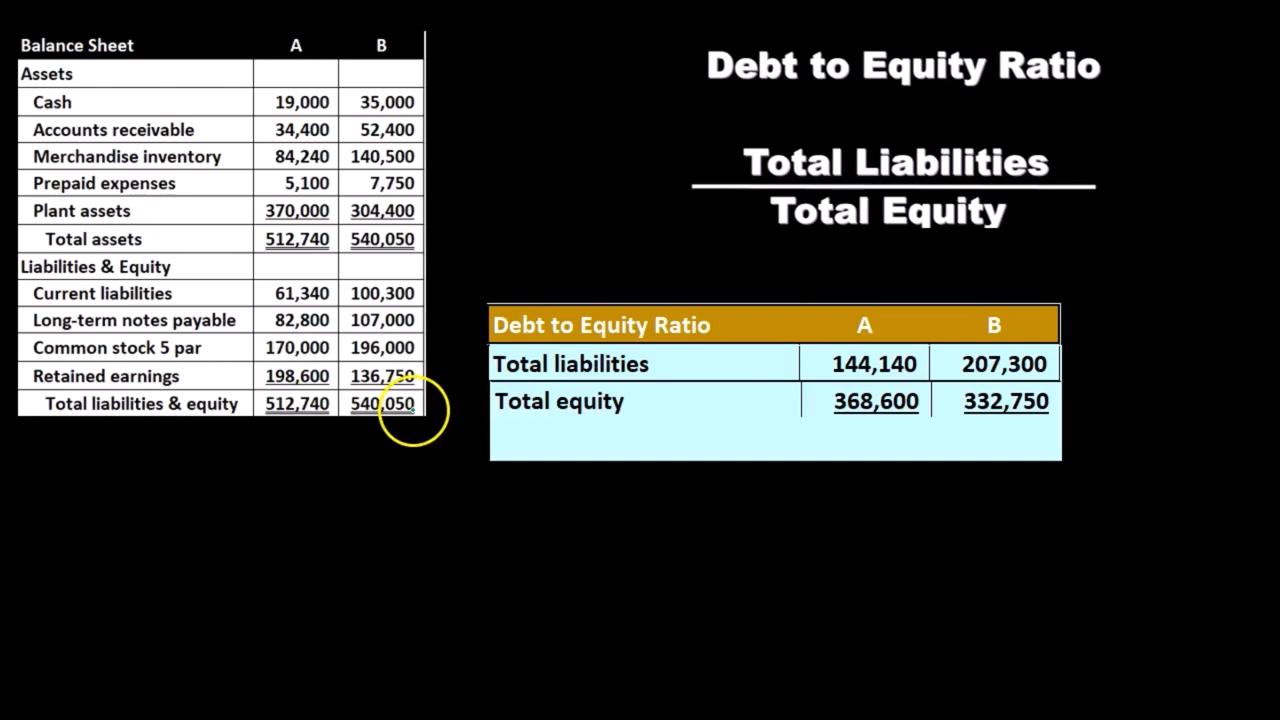 Balance Sheet A B
Assets
Cash 19,000 35,000
Accounts receivable 34,400 52,400
Merchandise inventory 84,240 140,500
Prepaid expenses 5,100 7,750
Plant assets 370,000 304,400
Total assets 512,740 540,050
Liabilities & Equity
Current liabilities 61,340 100,300
Long-term notes payable 82,800 107,000
Common stock 5 par 170,000 196,000
Retained earnings 198,600 136,750
Total liabilities & equity 512,740 540,050
Debt to Equity Ratio
Total Liabilities
Total Equity
Debt to Equity Ratio A B
Total liabilities 144,140 207,300
Total equity 368,600 332,750